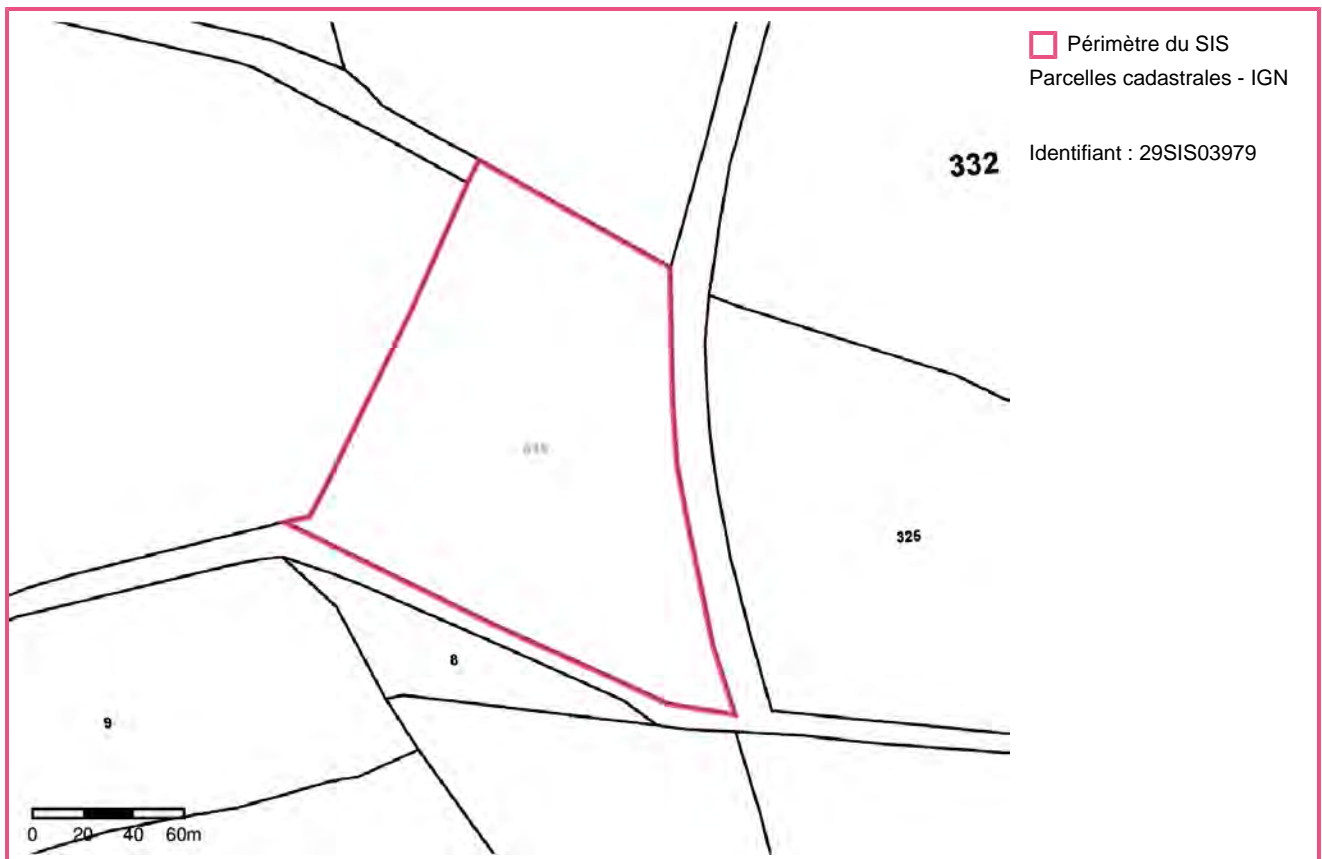 Périmètre du SIS
Parcelles cadastrales - IGN
Identifiant : 29SIS03979
332
325
8
9
0 20 40 60m